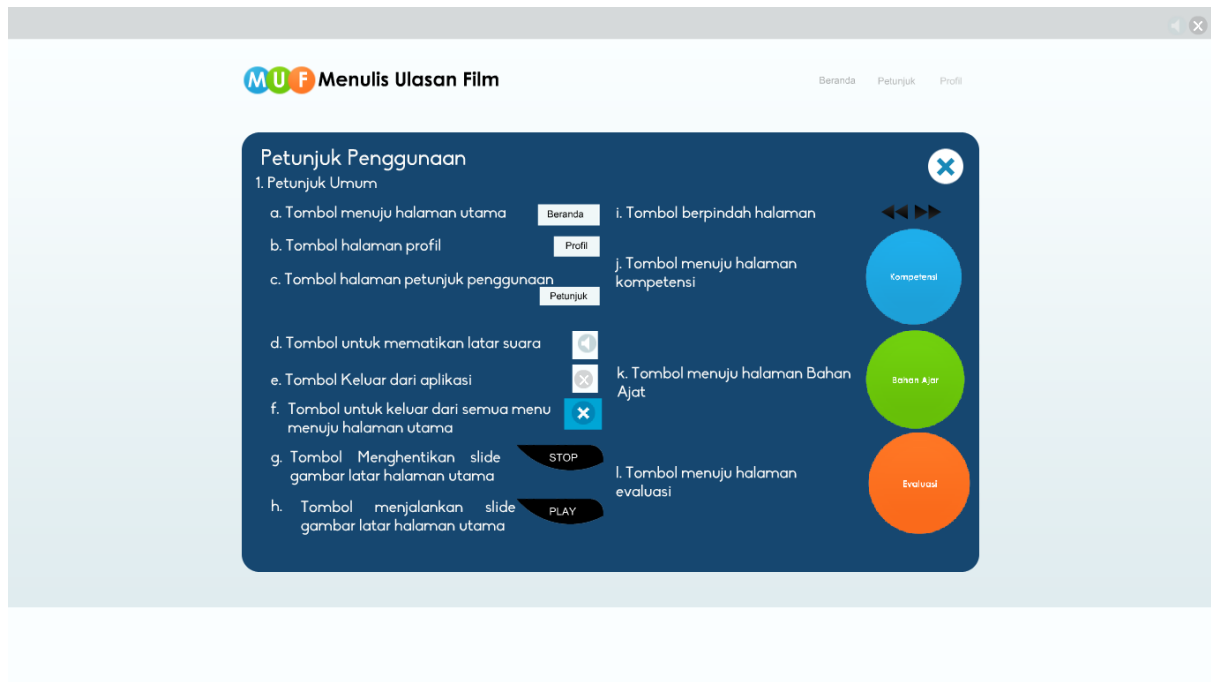 MUF Menulis Ulasan Film
Beranda Petunjuk Profil
Petunjuk Penggunaan
1. Petunjuk Umum
a. Tombol menuju halaman utama
Beranda
b. Tombol halaman profil
Profil
c. Tombol halaman petunjuk penggunaan
Petunjuk
d. Tombol untuk mematikan latar suara
e. Tombol Keluar dari aplikasi
f. Tombol untuk keluar dari semua menu
menuju halaman utama
g. Tombol Menghentikan slide
gambar latar halaman utama
STOP
h. Tombol menjalankan slide
gambar latar halaman utama
PLAY
i. Tombol berpindah halaman
j. Tombol menuju halaman
kompetensi
Kompetensi
k. Tombol menuju halaman Bahan
Ajat
Bahan Ajar
l. Tombol menuju halaman
evaluasi
Evaluasi